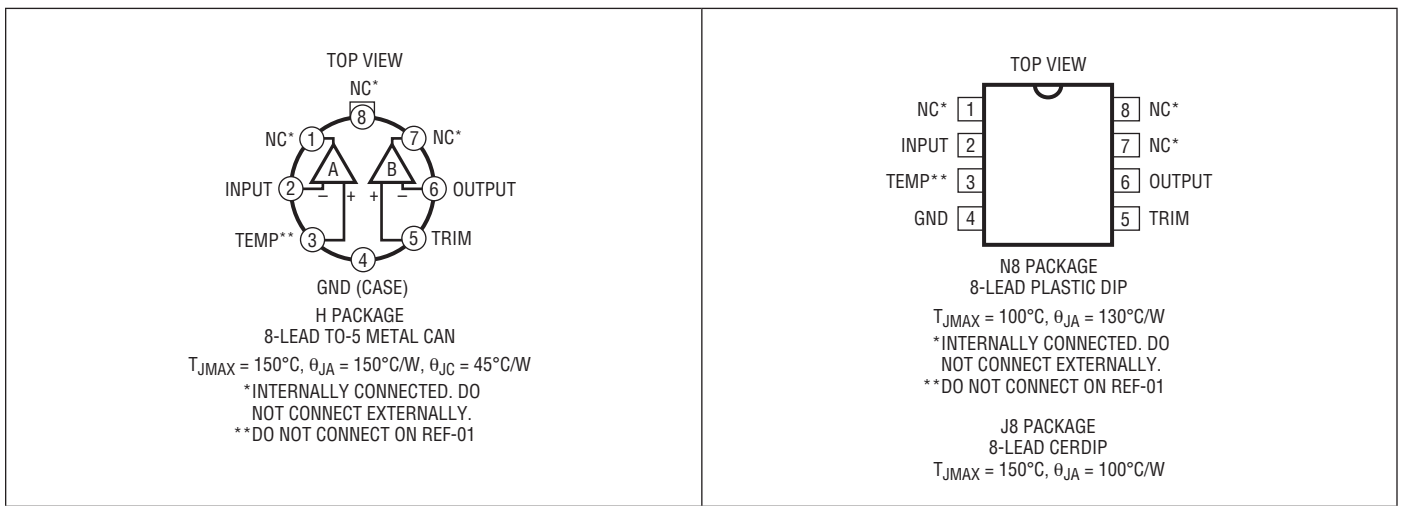 TOP VIEW
NC*
8
NC* 1
7 NC*
A
B
INPUT 2
– + + –
6 OUTPUT
TEMP** 3
5 TRIM
4
GND (CASE)
H PACKAGE
8-LEAD TO-5 METAL CAN
TJMAX = 150°C, θJA = 150°C/W, θJC = 45°C/W
*INTERNALLY CONNECTED. DO
NOT CONNECT EXTERNALLY.
**DO NOT CONNECT ON REF-01
TOP VIEW
NC* 1
8 NC*
INPUT 2
7 NC*
TEMP** 3
6 OUTPUT
GND 4
5 TRIM
N8 PACKAGE
8-LEAD PLASTIC DIP
TJMAX = 100°C, θJA = 130°C/W
*INTERNALLY CONNECTED. DO
NOT CONNECT EXTERNALLY.
**DO NOT CONNECT ON REF-01
J8 PACKAGE
8-LEAD CERDIP
TJMAX = 150°C, θJA = 100°C/W